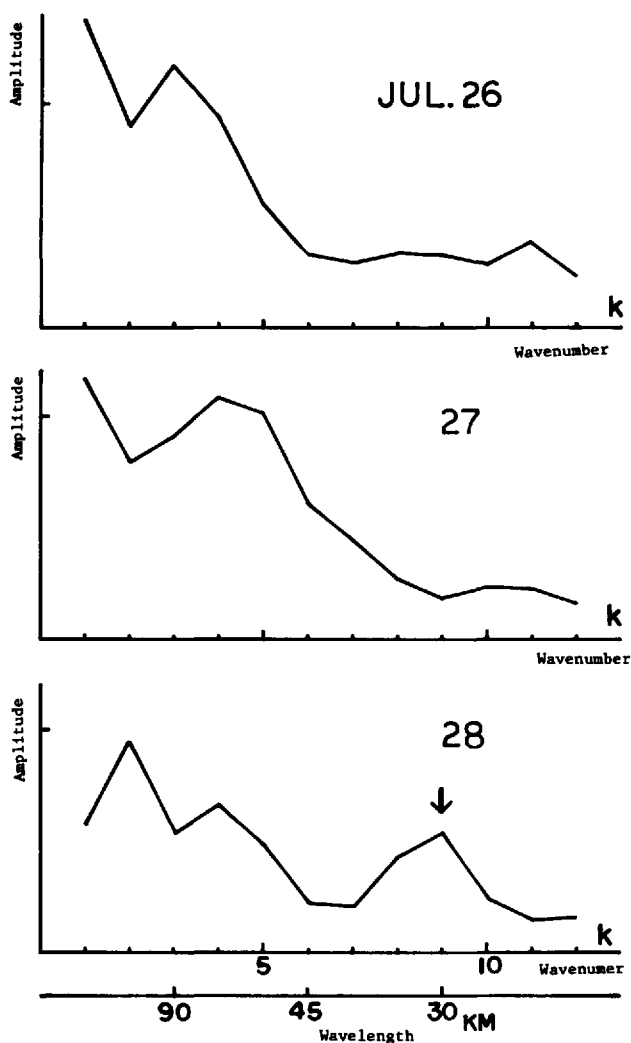 Amplitude
JUL. 26
k
Wavenumber
Amplitude
27
k
Wavenumber
Amplitude
28
k
5 10 Wavenumer
90 45 30 KM
Wavelength